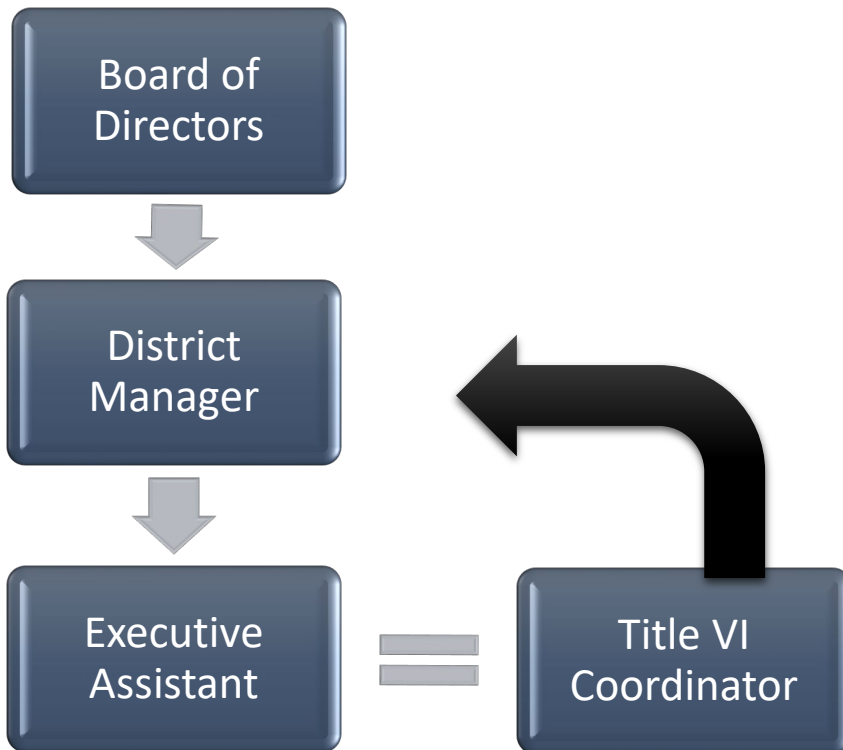 Board of
Directors
District
Manager
Executive
Assistant
Title VI
Coordinator